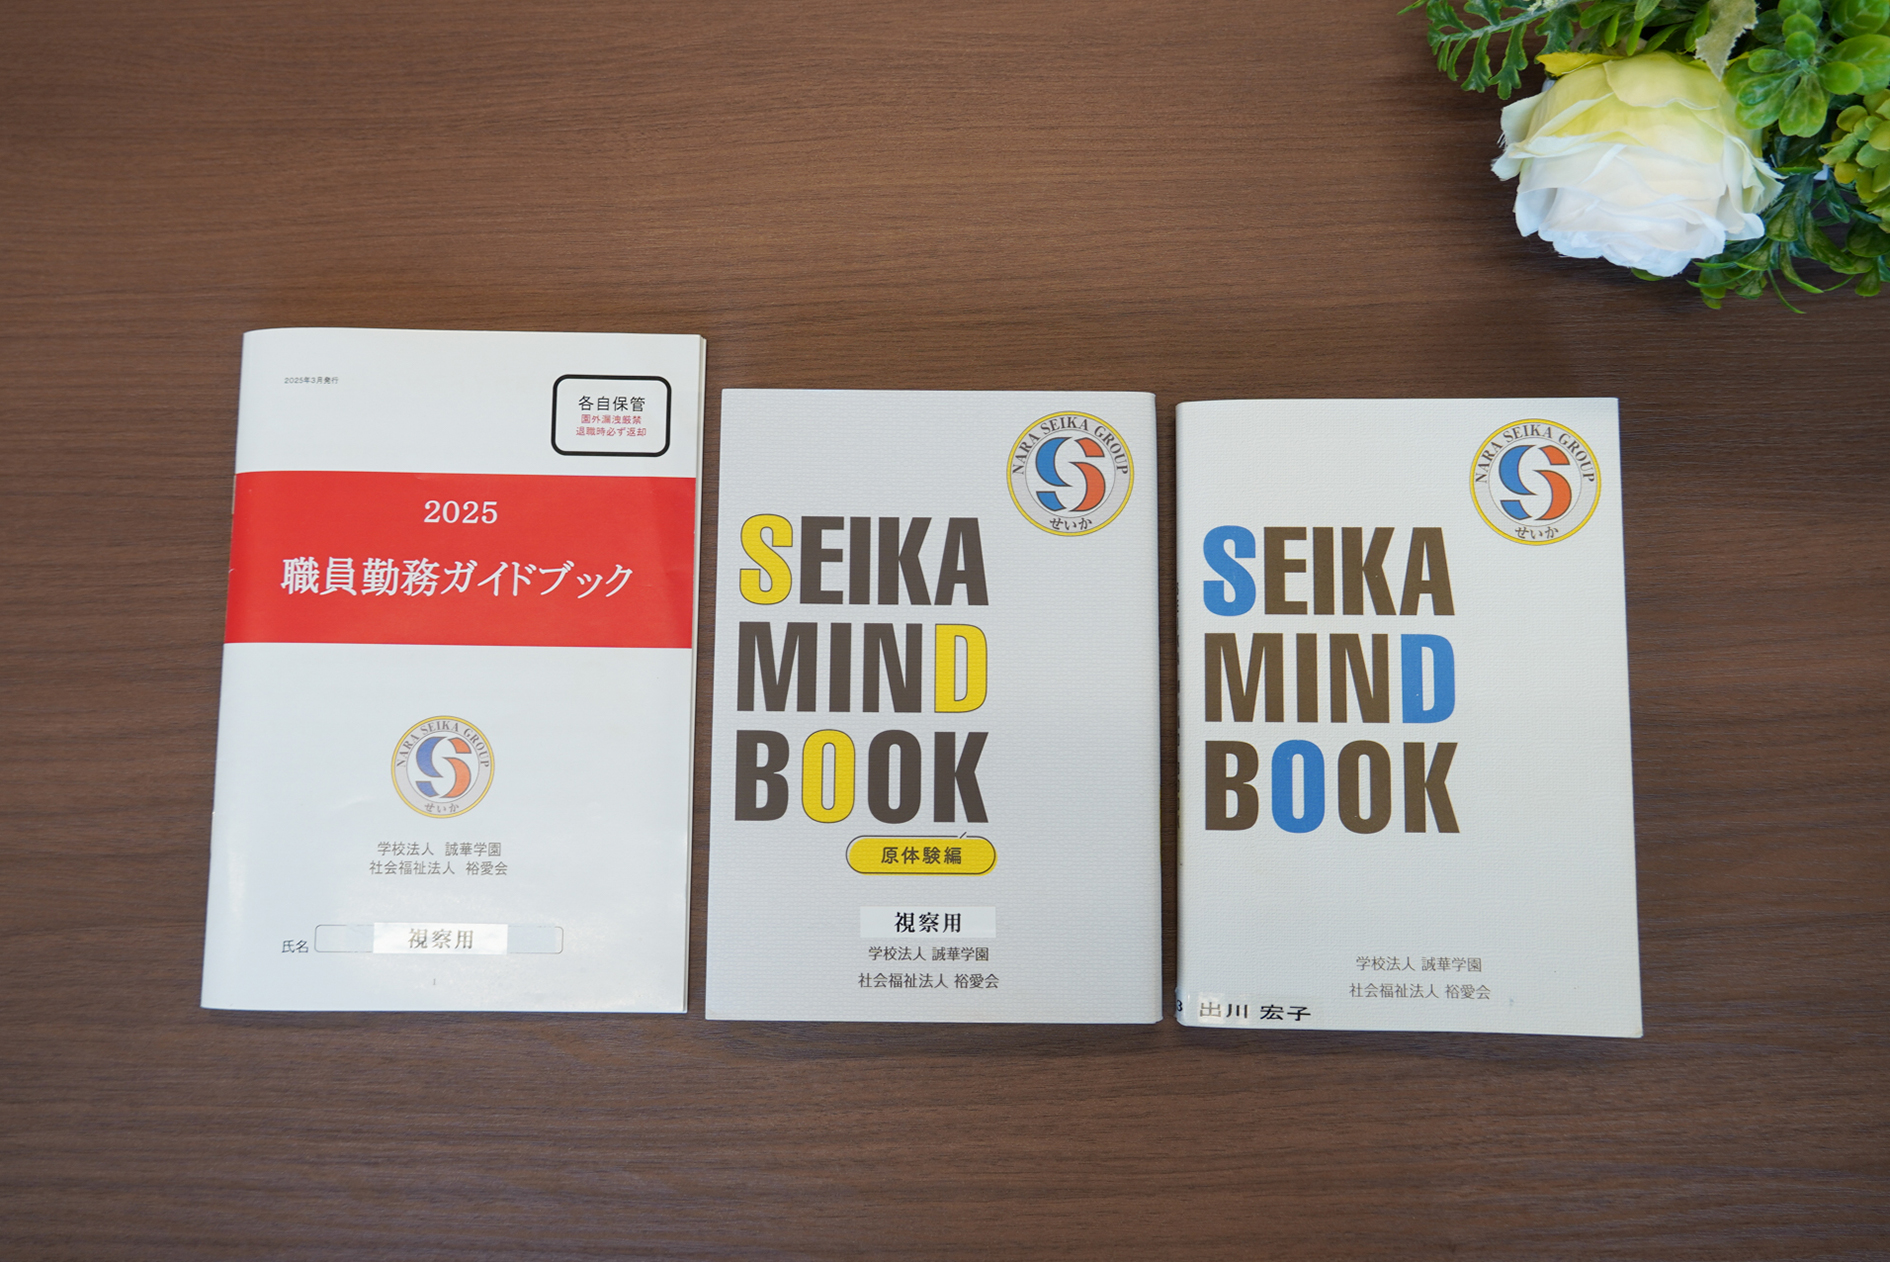 2025年3月発行
各自保管
園外漏洩厳禁
退職時必ず返却
2025
職員勤務ガイドブック
NARA SEIKA GROUP
せいか
学校法人 誠華学園
社会福祉法人 裕愛会
氏名 視察用
1
NARA SEIKA GROUP
せいか
SEIKA
MIND
BOOK
原体験編
視察用
学校法人 誠華学園
社会福祉法人 裕愛会
NARA SEIKA GROUP
せいか
SEIKA
MIND
BOOK
学校法人 誠華学園
社会福祉法人 裕愛会
3 出川 宏子